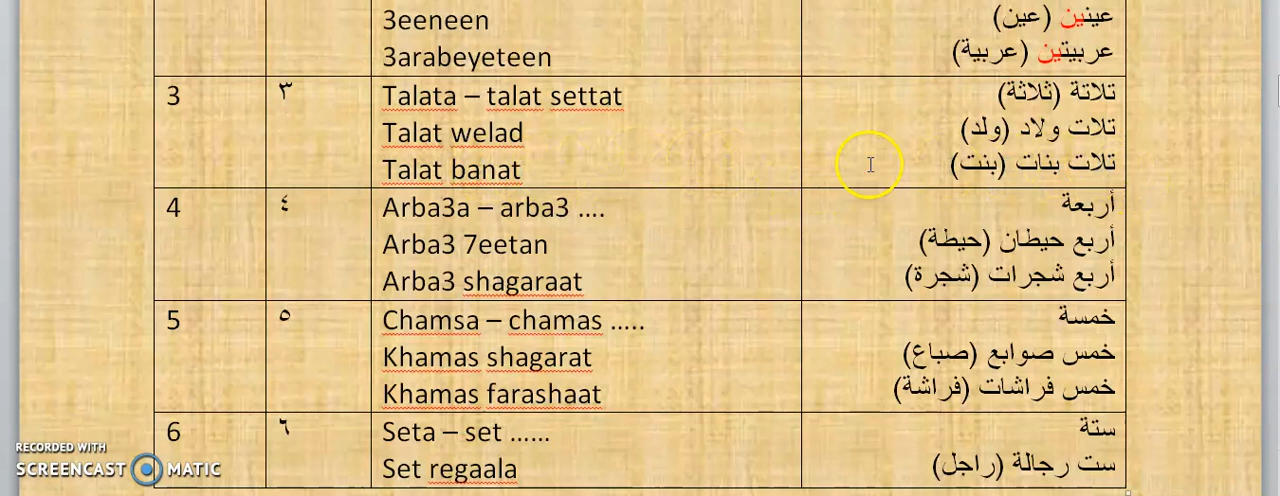 3eeneen عينين (عين)
3arabeyeteen عربيتين (عربية)
3 ٣ Talata – talat settat تلاتة (ثلاثة)
Talat welad تلات ولاد (ولد)
Talat banat تلات بنات (بنت)
4 ٤ Arba3a – arba3 .... أربعة
Arba3 7eetan أربع حيطان (حيطة)
Arba3 shagaraat أربع شجرات (شجرة)
5 ٥ Chamsa – chamas ..... خمسة
Khamas shagarat خمس صوابع (صباع)
Khamas farashaat خمس فراشات (فراشة)
6 ٦ Seta – set ...... ستة
Set regaala ست رجالة (راجل)
RECORDED WITH
SCREENCAST MATIC